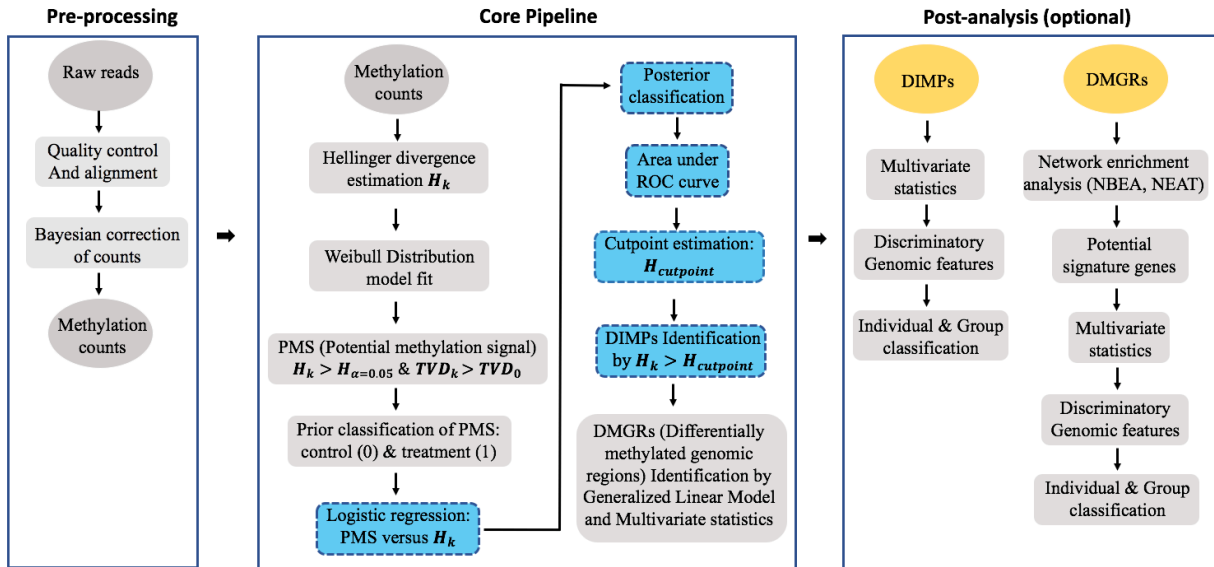 Pre-processing
Raw reads
Quality control
And alignment
Bayesian correction
of counts
Methylation
counts
Core Pipeline
Methylation
counts
Hellinger divergence
estimation H_k
Weibull Distribution
model fit
PMS (Potential methylation signal)
H_k > H_{α=0.05} & TVD_k > TVD_0
Prior classification of PMS:
control (0) & treatment (1)
Logistic regression:
PMS versus H_k
Posterior
classification
Area under
ROC curve
Cutpoint estimation:
H_{cutpoint}
DIMPs Identification
by H_k > H_{cutpoint}
DMGRs (Differentially
methylated genomic
regions) Identification by
Generalized Linear Model
and Multivariate statistics
Post-analysis (optional)
DIMPs
Multivariate
statistics
Discriminatory
Genomic features
Individual & Group
classification
DMGRs
Network enrichment
analysis (NBEA, NEAT)
Potential
signature genes
Multivariate
statistics
Discriminatory
Genomic features
Individual & Group
classification